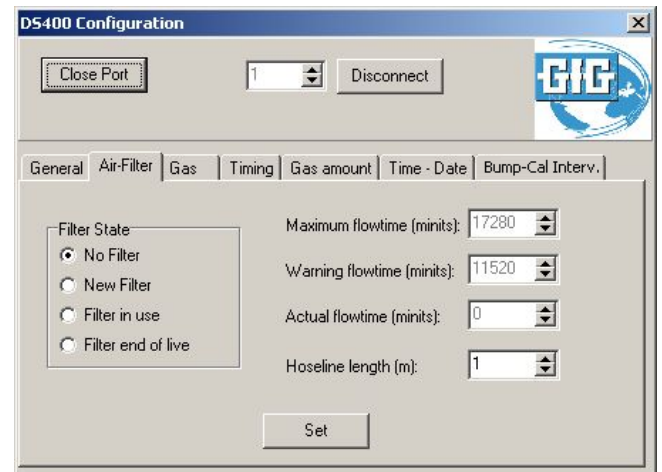 DS400 Configuration
Close Port
1
Disconnect
GfG
General
Air-Filter
Gas
Timing
Gas amount
Time - Date
Bump-Cal Interv.
Filter State
No Filter
New Filter
Filter in use
Filter end of live
Maximum flowtime (minits): 17280
Warning flowtime (minits): 11520
Actual flowtime (minits): 0
Hoseline length (m): 1
Set